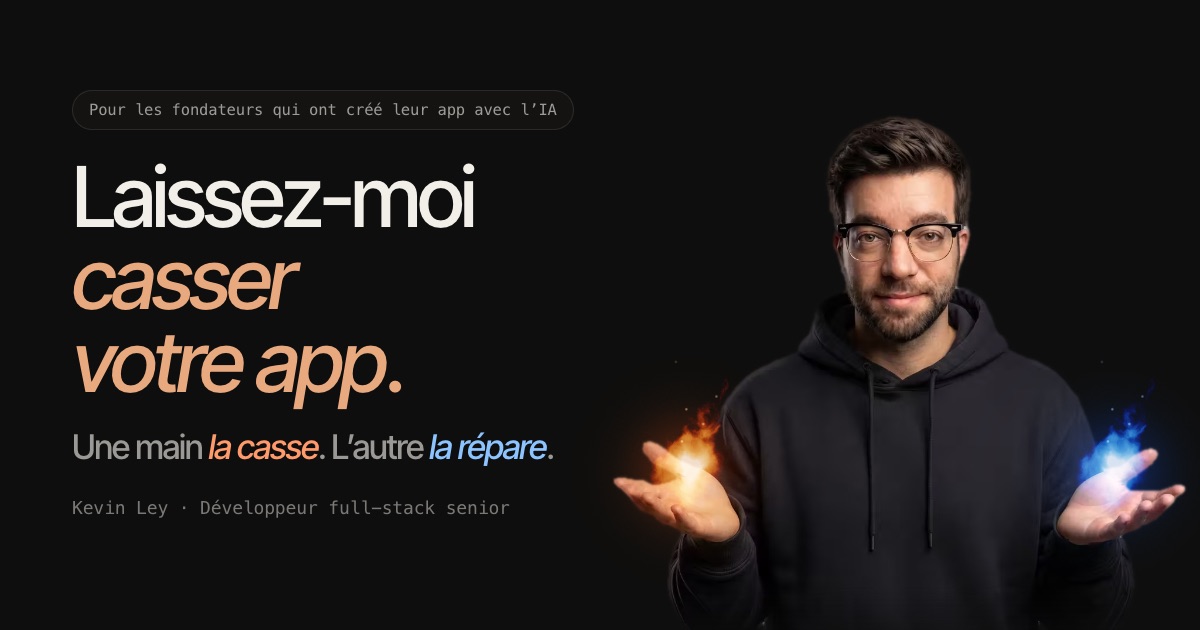 Pour les fondateurs qui ont créé leur app avec l’IA
Laissez-moi
casser
votre app.
Une main la casse. L’autre la répare.
Kevin Ley · Développeur full-stack senior